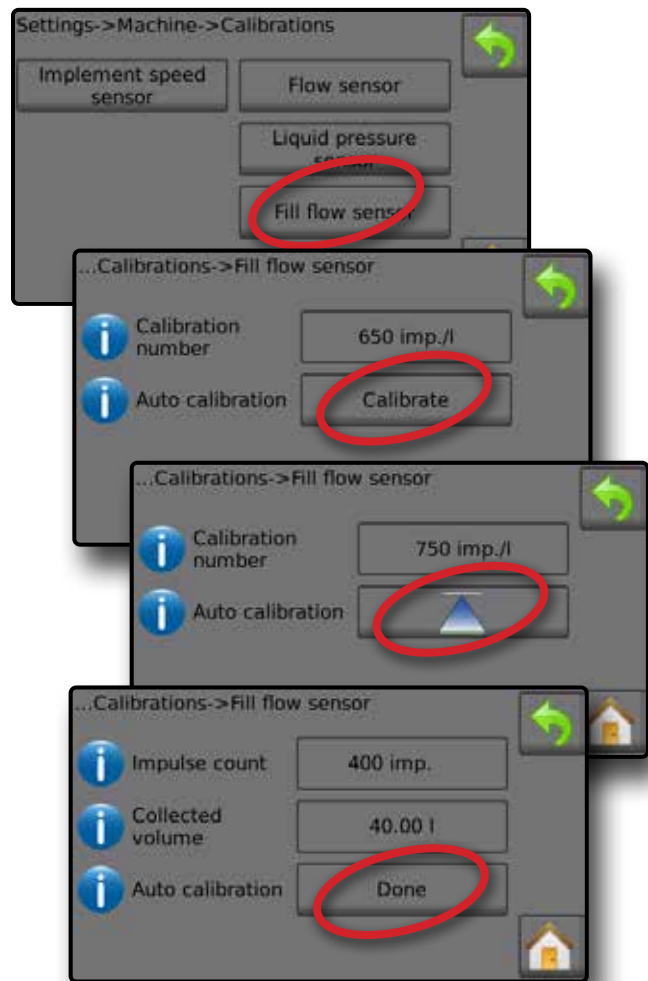 Settings->Machine->Calibrations
Implement speed
sensor
Flow sensor
Liquid pressure
sensor
Fill flow sensor
...Calibrations->Fill flow sensor
Calibration
number
650 imp./l
Auto calibration
Calibrate
...Calibrations->Fill flow sensor
Calibration
number
750 imp./l
Auto calibration
...Calibrations->Fill flow sensor
Impulse count
400 imp.
Collected
volume
40.00 l
Auto calibration
Done